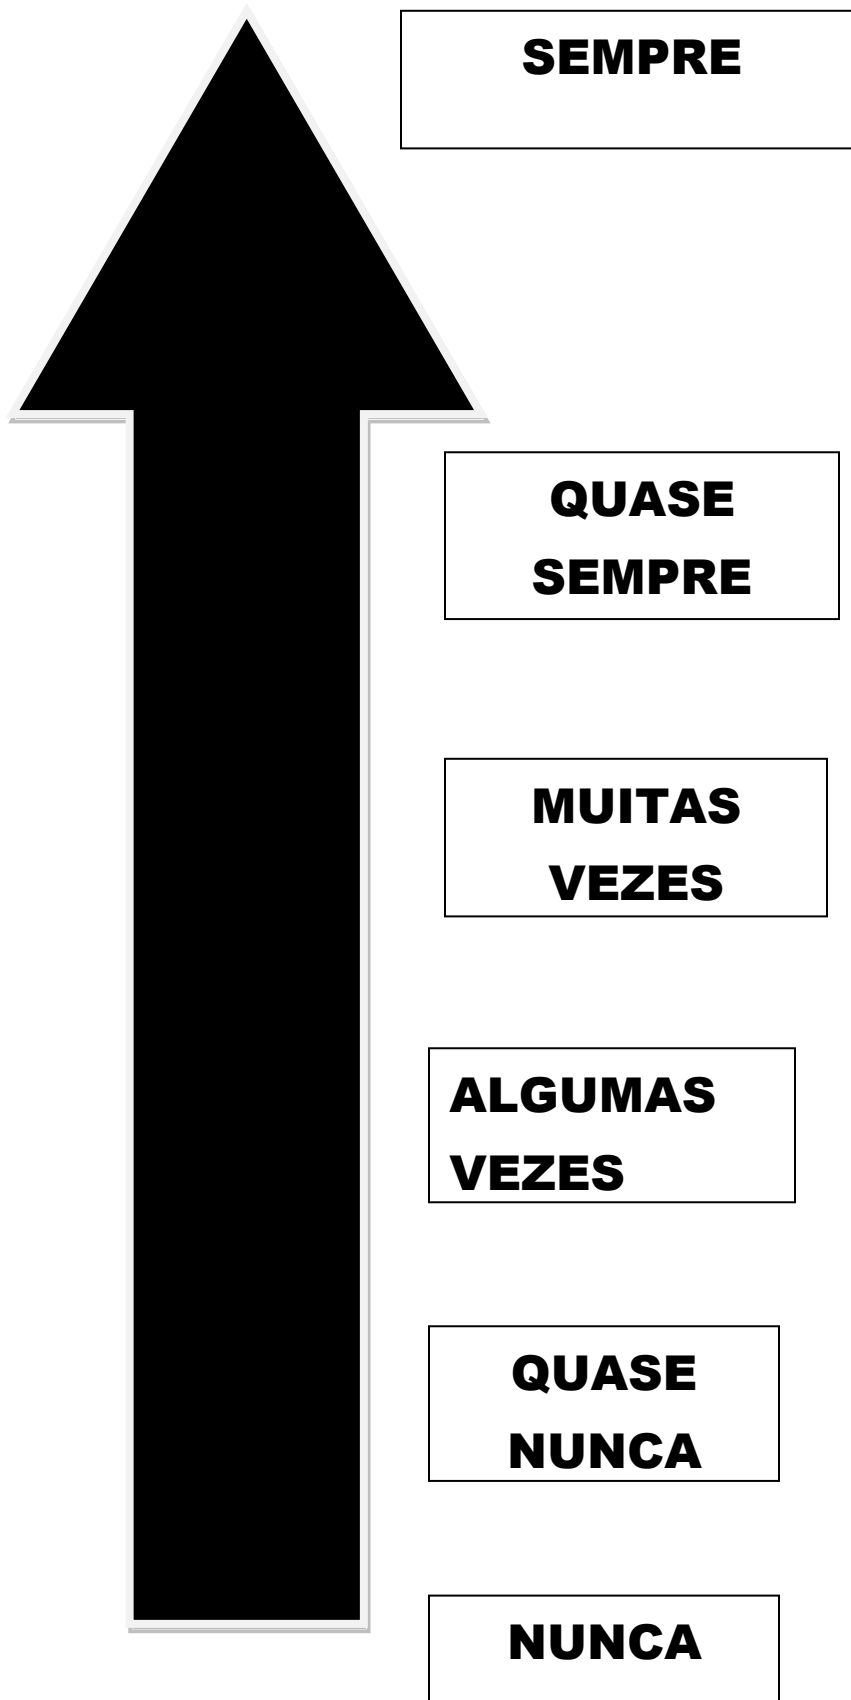 SEMPRE
QUASE
SEMPRE
MUITAS
VEZES
ALGUMAS
VEZES
QUASE
NUNCA
NUNCA